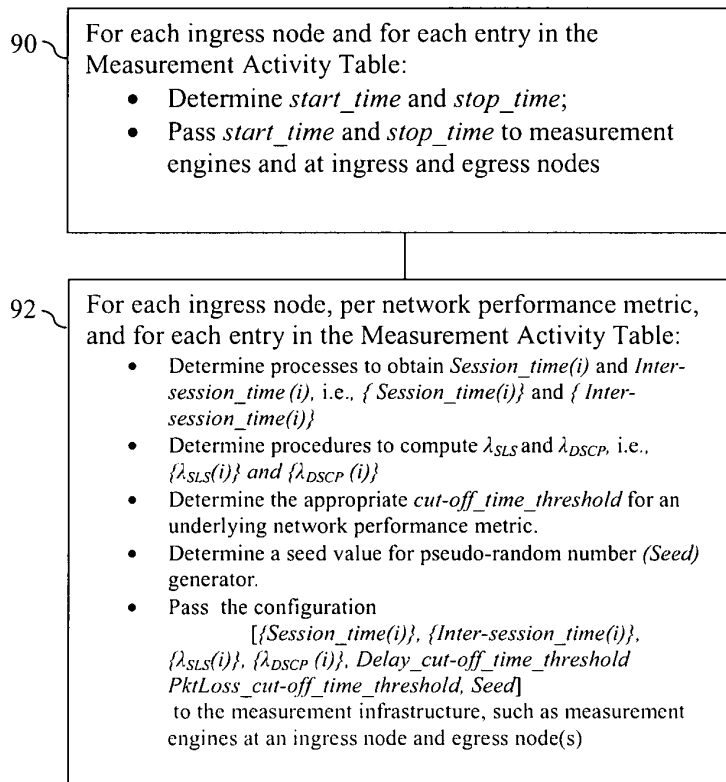 90
For each ingress node and for each entry in the
Measurement Activity Table:
• Determine start_time and stop_time;
• Pass start_time and stop_time to measurement
engines and at ingress and egress nodes
92
For each ingress node, per network performance metric,
and for each entry in the Measurement Activity Table:
• Determine processes to obtain Session_time(i) and Inter-
session_time (i), i.e., { Session_time(i)} and { Inter-
session_time(i)}
• Determine procedures to compute λSLS and λDSCP, i.e.,
{λSLS(i)} and {λDSCP (i)}
• Determine the appropriate cut-off_time_threshold for an
underlying network performance metric.
• Determine a seed value for pseudo-random number (Seed)
generator.
• Pass the configuration
[{Session_time(i)}, {Inter-session_time(i)},
{λSLS(i)}, {λDSCP (i)}, Delay_cut-off_time_threshold
PktLoss_cut-off_time_threshold, Seed]
to the measurement infrastructure, such as measurement
engines at an ingress node and egress node(s)